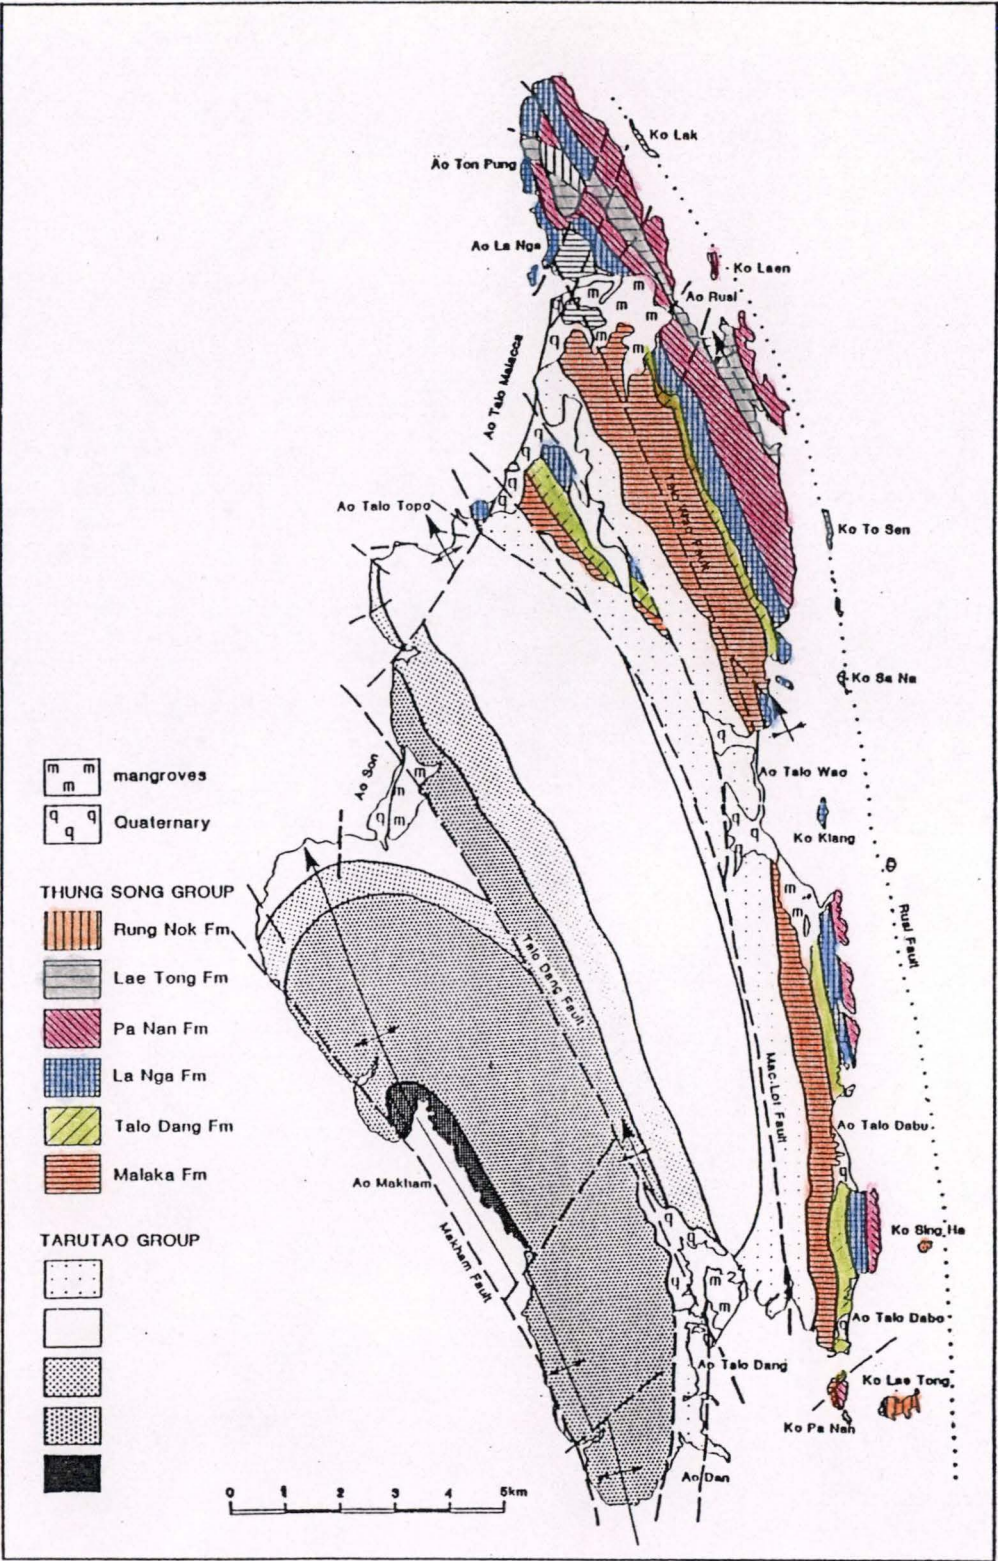 Ko Lak
Ao Ton Pung
Ao La Nga
Ko Laen
Ao Rusi
m
m
m
m
m
m
q
Ao Talo Malacca
q
q
q
q
Ao Talo Topo
Ko To Sen
Ko Sa Na
q
Ao Talo Wao
m m
m
mangroves
Ao Son
m
m
q m
q
q
q
Ko Klang
q q
q
Quaternary
m
m
THUNG SONG GROUP
Rung Nok Fm
Rusi Fault
Talo Dang Fault
Lae Tong Fm
Pa Nan Fm
La Nga Fm
Mac-Lot Fault
Talo Dang Fm
Ao Talo Dabu
q
Malaka Fm
Ao Makham
q
q
Ko Sing Ha
Makham Fault
TARUTAO GROUP
q
m ?
m
Ao Talo Dabo
q
Ao Talo Dang
Ko Lae Tong
Ko Pa Nan
Ao Dan
0 1 2 3 4 5km